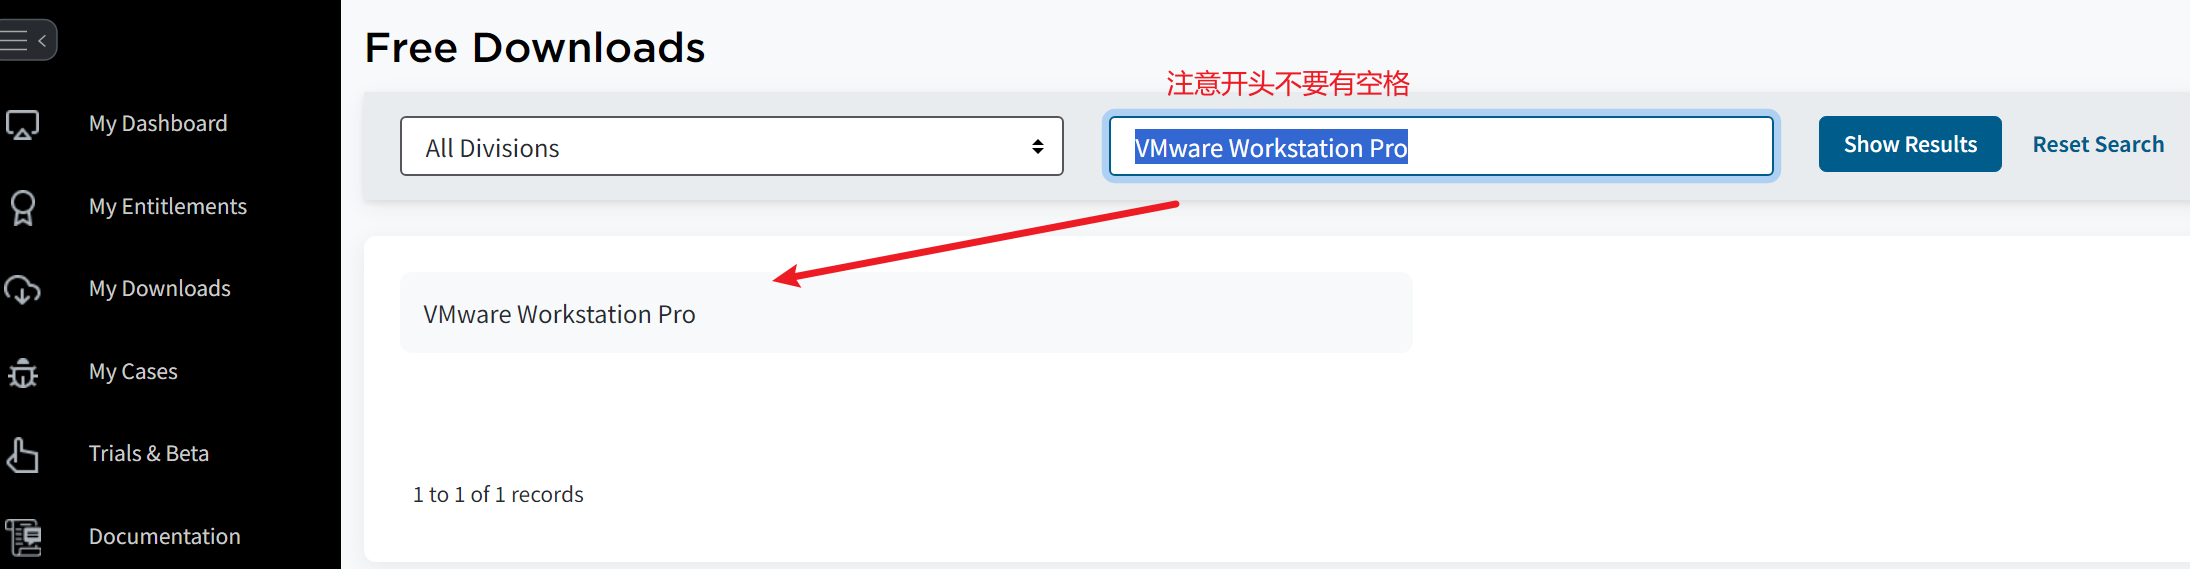 Free Downloads
注意开头不要有空格
All Divisions
VMware Workstation Pro
Show Results
Reset Search
My Dashboard
My Entitlements
My Downloads
My Cases
Trials & Beta
Documentation
VMware Workstation Pro
1 to 1 of 1 records